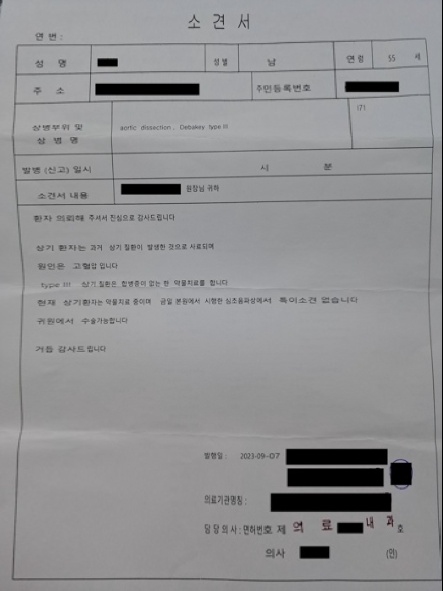 소 견 서
연 번 :
성 명 성 별 남 연 령 55 세
주 소 주민등록번호
상병부위 및 상 병 명 aortic dissection, Debakey type III (7)
발병 (신고) 일시 시 분
소견서 내용 원장님 귀하
환자 의뢰해 주셔서 진심으로 감사드립니다
상기 환자는 과거 상기 질환이 발생한 것으로 사료되며
원인은 고혈압 입니다
type III 상기 질환은, 합병증이 없는 한 약물치료를 합니다
현재 상기환자는 약물치료 중이며 금일 본원에서 시행한 심초음파상에서 특이소견 없습니다
귀원에서 수술가능합니다
거듭 감사드립니다
발행일 : 2023-09-07
의료기관명칭 :
담 당 의 사 : 면허번호 제 의 료 내 과 호
의사 (인)